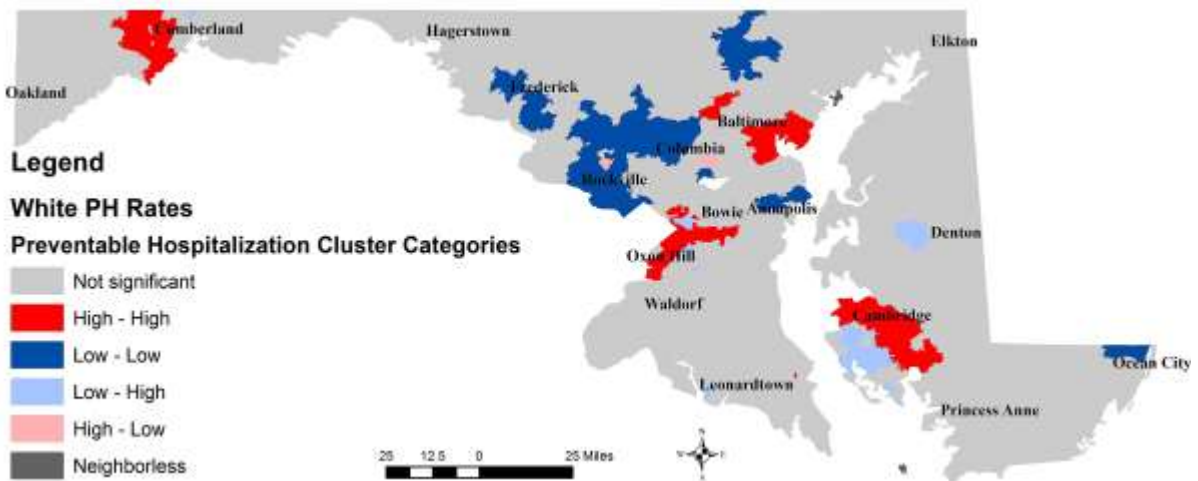 Cumberland
Hagerstown
Elkton
Oakland
Frederick
Baltimore
Columbia
Rockville
Bowie
Annapolis
Denton
Oxon Hill
Waldorf
Cambridge
Ocean City
Leonardtown
Princess Anne
Legend
White PH Rates
Preventable Hospitalization Cluster Categories
Not significant
High - High
Low - Low
Low - High
High - Low
Neighborless
25 12.5 0 25 Miles
N
W E
S